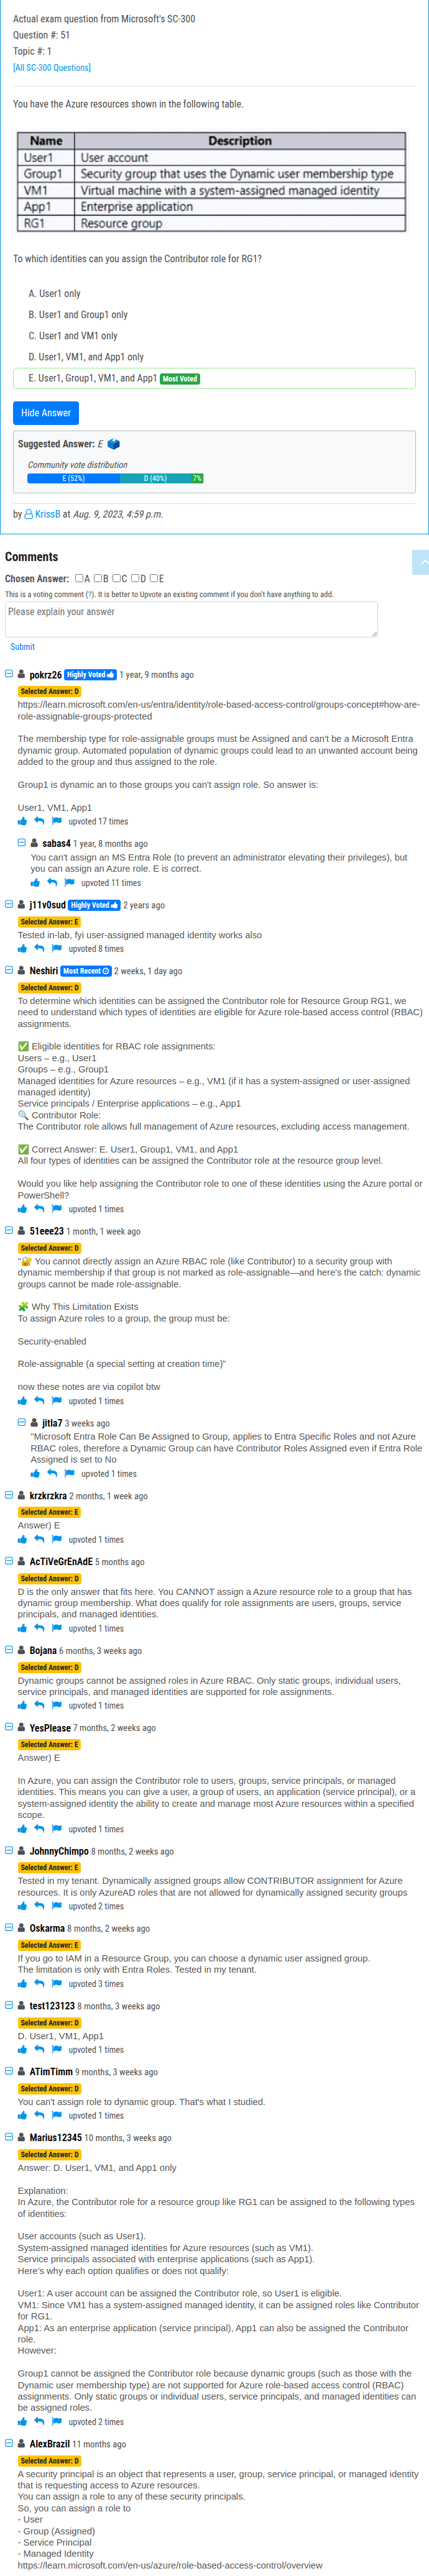 Actual exam question from Microsoft's SC-300
Question #: 51
Topic #: 1
[All SC-300 Questions]
You have the Azure resources shown in the following table.
Name Description
User1 User account
Group1 Security group that uses the Dynamic user membership type
VM1 Virtual machine with a system-assigned managed identity
App1 Enterprise application
RG1 Resource group
To which identities can you assign the Contributor role for RG1?
A. User1 only
B. User1 and Group1 only
C. User1 and VM1 only
D. User1, VM1, and App1 only
E. User1, Group1, VM1, and App1 Most Voted
Hide Answer
Suggested Answer: E
Community vote distribution
E (52%) D (40%) 7%
by KrissB at Aug. 9, 2023, 4:59 p.m.
Comments
Chosen Answer: A B C D E
This is a voting comment (?). It is better to Upvote an existing comment if you don't have anything to add.
Please explain your answer
Submit
pokrz26 Highly Voted 1 year, 9 months ago
Selected Answer: D
https://learn.microsoft.com/en-us/entra/identity/role-based-access-control/groups-concept#how-are-
role-assignable-groups-protected
The membership type for role-assignable groups must be Assigned and can't be a Microsoft Entra
dynamic group. Automated population of dynamic groups could lead to an unwanted account being
added to the group and thus assigned to the role.
Group1 is dynamic an to those groups you can't assign role. So answer is:
User1, VM1, App1
upvoted 17 times
sabas4 1 year, 8 months ago
You can't assign an MS Entra Role (to prevent an administrator elevating their privileges), but
you can assign an Azure role. E is correct.
upvoted 11 times
j11v0sud Highly Voted 2 years ago
Selected Answer: E
Tested in-lab, fyi user-assigned managed identity works also
upvoted 8 times
Neshiri Most Recent 2 weeks, 1 day ago
Selected Answer: D
To determine which identities can be assigned the Contributor role for Resource Group RG1, we
need to understand which types of identities are eligible for Azure role-based access control (RBAC)
assignments.
✅ Eligible identities for RBAC role assignments:
Users – e.g., User1
Groups – e.g., Group1
Managed identities for Azure resources – e.g., VM1 (if it has a system-assigned or user-assigned
managed identity)
Service principals / Enterprise applications – e.g., App1
🔍 Contributor Role:
The Contributor role allows full management of Azure resources, excluding access management.
✅ Correct Answer: E. User1, Group1, VM1, and App1
All four types of identities can be assigned the Contributor role at the resource group level.
Would you like help assigning the Contributor role to one of these identities using the Azure portal or
PowerShell?
upvoted 1 times
51eee23 1 month, 1 week ago
Selected Answer: D
"🔐 You cannot directly assign an Azure RBAC role (like Contributor) to a security group with
dynamic membership if that group is not marked as role-assignable—and here's the catch: dynamic
groups cannot be made role-assignable.
🧩 Why This Limitation Exists
To assign Azure roles to a group, the group must be:
Security-enabled
Role-assignable (a special setting at creation time)"
now these notes are via copilot btw
upvoted 1 times
jitla7 3 weeks ago
"Microsoft Entra Role Can Be Assigned to Group, applies to Entra Specific Roles and not Azure
RBAC roles, therefore a Dynamic Group can have Contributor Roles Assigned even if Entra Role
Assigned is set to No
upvoted 1 times
krzkrzkra 2 months, 1 week ago
Selected Answer: E
Answer) E
upvoted 1 times
AcTiVeGrEnAdE 5 months ago
Selected Answer: D
D is the only answer that fits here. You CANNOT assign a Azure resource role to a group that has
dynamic group membership. What does qualify for role assignments are users, groups, service
principals, and managed identities.
upvoted 1 times
Bojana 6 months, 3 weeks ago
Selected Answer: D
Dynamic groups cannot be assigned roles in Azure RBAC. Only static groups, individual users,
service principals, and managed identities are supported for role assignments.
upvoted 1 times
YesPlease 7 months, 2 weeks ago
Selected Answer: E
Answer) E
In Azure, you can assign the Contributor role to users, groups, service principals, or managed
identities. This means you can give a user, a group of users, an application (service principal), or a
system-assigned identity the ability to create and manage most Azure resources within a specified
scope.
upvoted 1 times
JohnnyChimpo 8 months, 2 weeks ago
Selected Answer: E
Tested in my tenant. Dynamically assigned groups allow CONTRIBUTOR assignment for Azure
resources. It is only AzureAD roles that are not allowed for dynamically assigned security groups
upvoted 2 times
Oskarma 8 months, 2 weeks ago
Selected Answer: E
If you go to IAM in a Resource Group, you can choose a dynamic user assigned group.
The limitation is only with Entra Roles. Tested in my tenant.
upvoted 3 times
test123123 8 months, 3 weeks ago
Selected Answer: D
D. User1, VM1, App1
upvoted 1 times
ATimTimm 9 months, 3 weeks ago
Selected Answer: D
You can't assign role to dynamic group. That's what I studied.
upvoted 1 times
Marius12345 10 months, 3 weeks ago
Selected Answer: D
Answer: D. User1, VM1, and App1 only
Explanation:
In Azure, the Contributor role for a resource group like RG1 can be assigned to the following types
of identities:
User accounts (such as User1).
System-assigned managed identities for Azure resources (such as VM1).
Service principals associated with enterprise applications (such as App1).
Here's why each option qualifies or does not qualify:
User1: A user account can be assigned the Contributor role, so User1 is eligible.
VM1: Since VM1 has a system-assigned managed identity, it can be assigned roles like Contributor
for RG1.
App1: As an enterprise application (service principal), App1 can also be assigned the Contributor
role.
However:
Group1 cannot be assigned the Contributor role because dynamic groups (such as those with the
Dynamic user membership type) are not supported for Azure role-based access control (RBAC)
assignments. Only static groups or individual users, service principals, and managed identities can
be assigned roles.
upvoted 2 times
AlexBrazil 11 months ago
Selected Answer: D
A security principal is an object that represents a user, group, service principal, or managed identity
that is requesting access to Azure resources.
You can assign a role to any of these security principals.
So, you can assign a role to
- User
- Group (Assigned)
- Service Principal
- Managed Identity
https://learn.microsoft.com/en-us/azure/role-based-access-control/overview